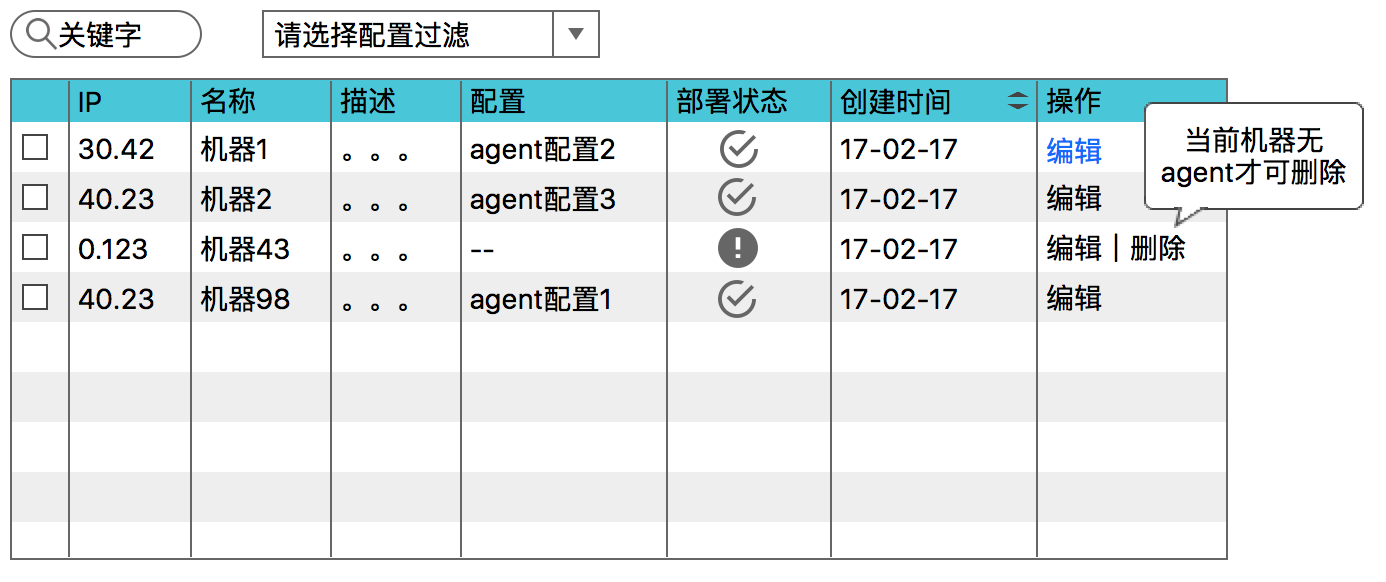 关键字
请选择配置过滤
IP 名称 描述 配置 部署状态 创建时间 操作
30.42 机器1 。。。 agent配置2 17-02-17 编辑
40.23 机器2 。。。 agent配置3 17-02-17 编辑
0.123 机器43 。。。 -- 17-02-17 编辑 | 删除
40.23 机器98 。。。 agent配置1 17-02-17 编辑
当前机器无
agent才可删除